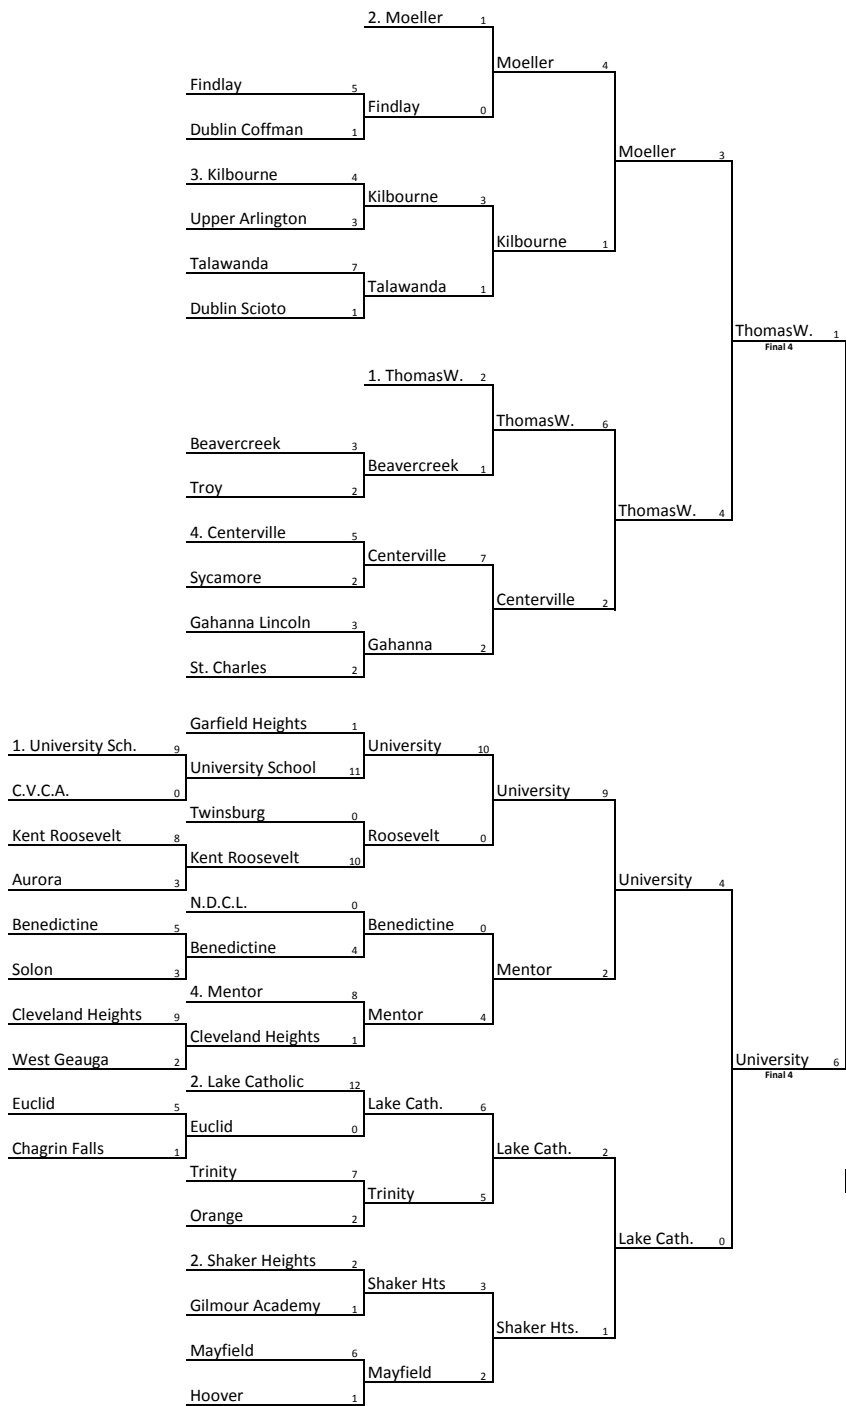 2. Moeller 1
Moeller 4
Findlay 5
Findlay 0
Dublin Coffman 1
Moeller 3
3. Kilbourne 4
Kilbourne 3
Upper Arlington 3
Kilbourne 1
Talawanda 7
Talawanda 1
Dublin Scioto 1
ThomasW. 1
Final 4
1. ThomasW. 2
ThomasW. 6
Beavercreek 3
Beavercreek 1
Troy 2
ThomasW. 4
4. Centerville 5
Centerville 7
Sycamore 2
Centerville 2
Gahanna Lincoln 3
Gahanna 2
St. Charles 2
Garfield Heights 1
1. University Sch. 9
University 10
University School 11
C.V.C.A. 0
University 9
Twinsburg 0
Kent Roosevelt 8
Roosevelt 0
Kent Roosevelt 10
Aurora 3
University 4
N.D.C.L. 0
Benedictine 5
Benedictine 0
Benedictine 4
Solon 3
Mentor 2
4. Mentor 8
Cleveland Heights 9
Mentor 4
Cleveland Heights 1
West Geauga 2
University 6
Final 4
2. Lake Catholic 12
Euclid 5
Lake Cath. 6
Euclid 0
Chagrin Falls 1
Lake Cath. 2
Trinity 7
Trinity 5
Orange 2
Lake Cath. 0
2. Shaker Heights 2
Shaker Hts 3
Gilmour Academy 1
Shaker Hts. 1
Mayfield 6
Mayfield 2
Hoover 1